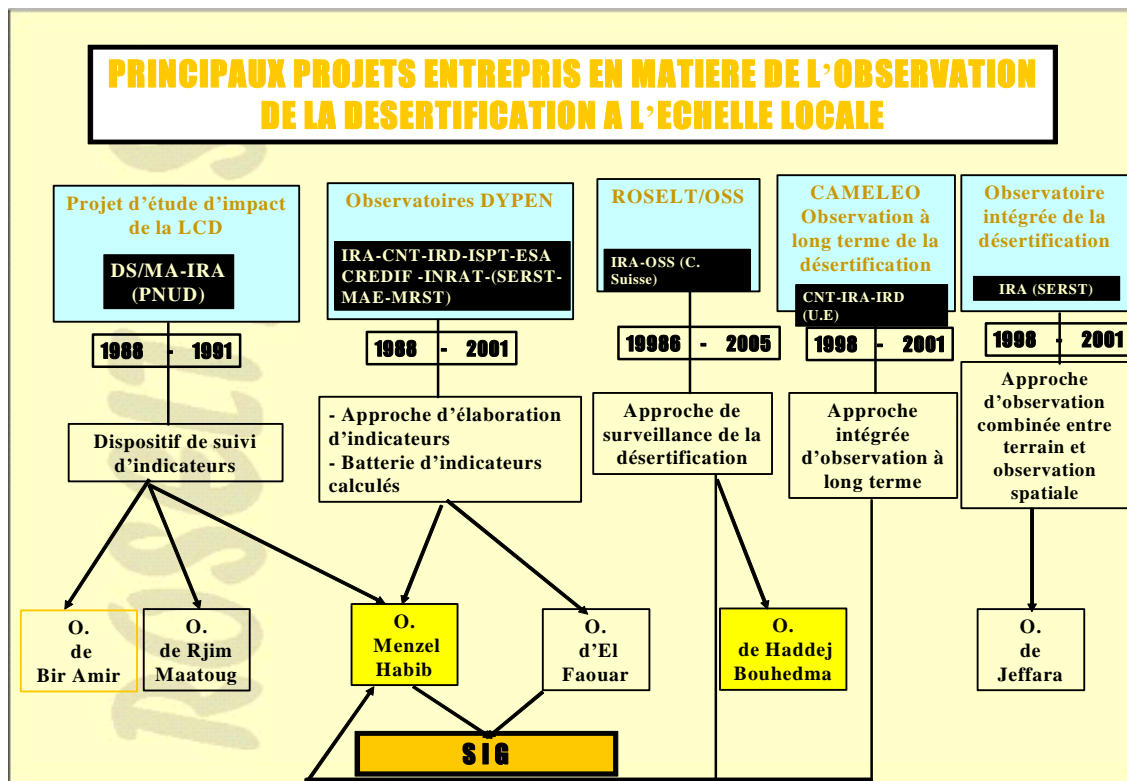 PRINCIPAUX PROJETS ENTREPRIS EN MATIERE DE L'OBSERVATION
DE LA DESERTIFICATION A L'ECHELLE LOCALE
Projet d'étude d'impact
de la LCD
DS/MA-IRA
(PNUD)
1988 - 1991
Dispositif de suivi
d'indicateurs
Observatoires DYPEN
IRA-CNT-IRD-ISPT-ESA
CREDIF -INRAT-(SERST-
MAE-MRST)
1988 - 2001
- Approche d'élaboration
d'indicateurs
- Batterie d'indicateurs
calculés
ROSELT/OSS
IRA-OSS (C.
Suisse)
19986 - 2005
Approche de
surveillance de la
désertification
CAMELEO
Observation à
long terme de la
désertification
CNT-IRA-IRD
(U.E)
1998 - 2001
Approche
intégrée
d'observation à
long terme
Observatoire
intégrée de la
désertification
IRA (SERST)
1998 - 2001
Approche
d'observation
combinée entre
terrain et
observation
spatiale
O.
de
Bir Amir
O.
de Rjim
Maatoug
O.
Menzel
Habib
O.
d'El
Faouar
O.
de Haddej
Bouhedma
O.
de
Jeffara
S I G